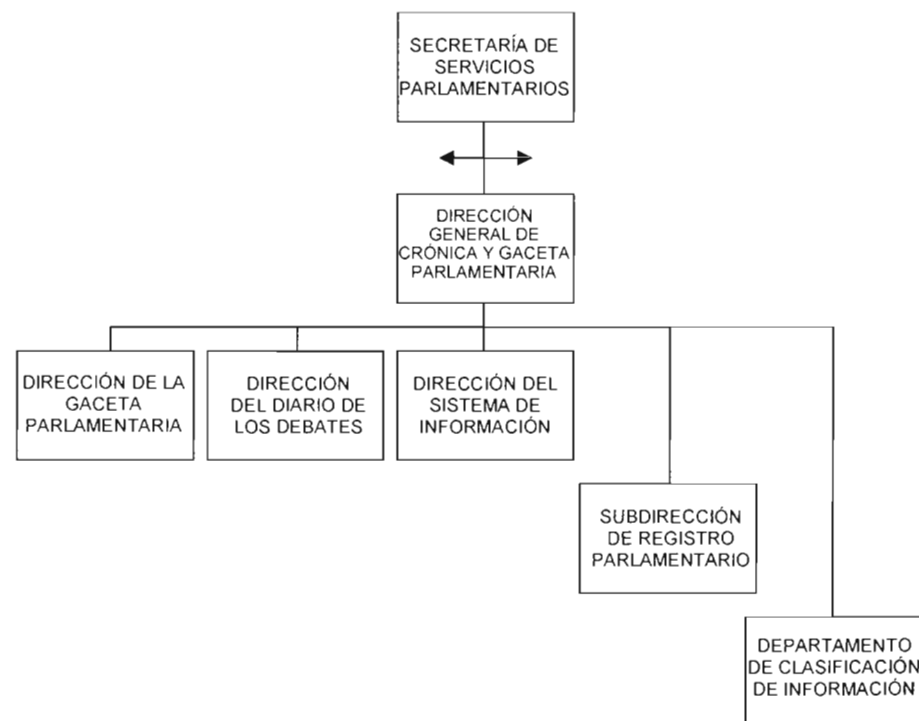 SECRETARÍA DE
SERVICIOS
PARLAMENTARIOS
DIRECCIÓN
GENERAL DE
CRÓNICA Y GACETA
PARLAMENTARIA
DIRECCIÓN DE LA
GACETA
PARLAMENTARIA
DIRECCIÓN
DEL DIARIO DE
LOS DEBATES
DIRECCIÓN DEL
SISTEMA DE
INFORMACIÓN
SUBDIRECCIÓN
DE REGISTRO
PARLAMENTARIO
DEPARTAMENTO
DE CLASIFICACIÓN
DE INFORMACIÓN